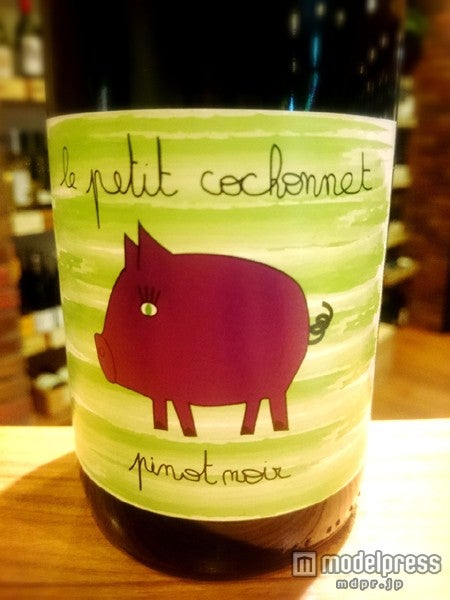 le petit cochonnet
pinot noir
modelpress
mdpr.jp